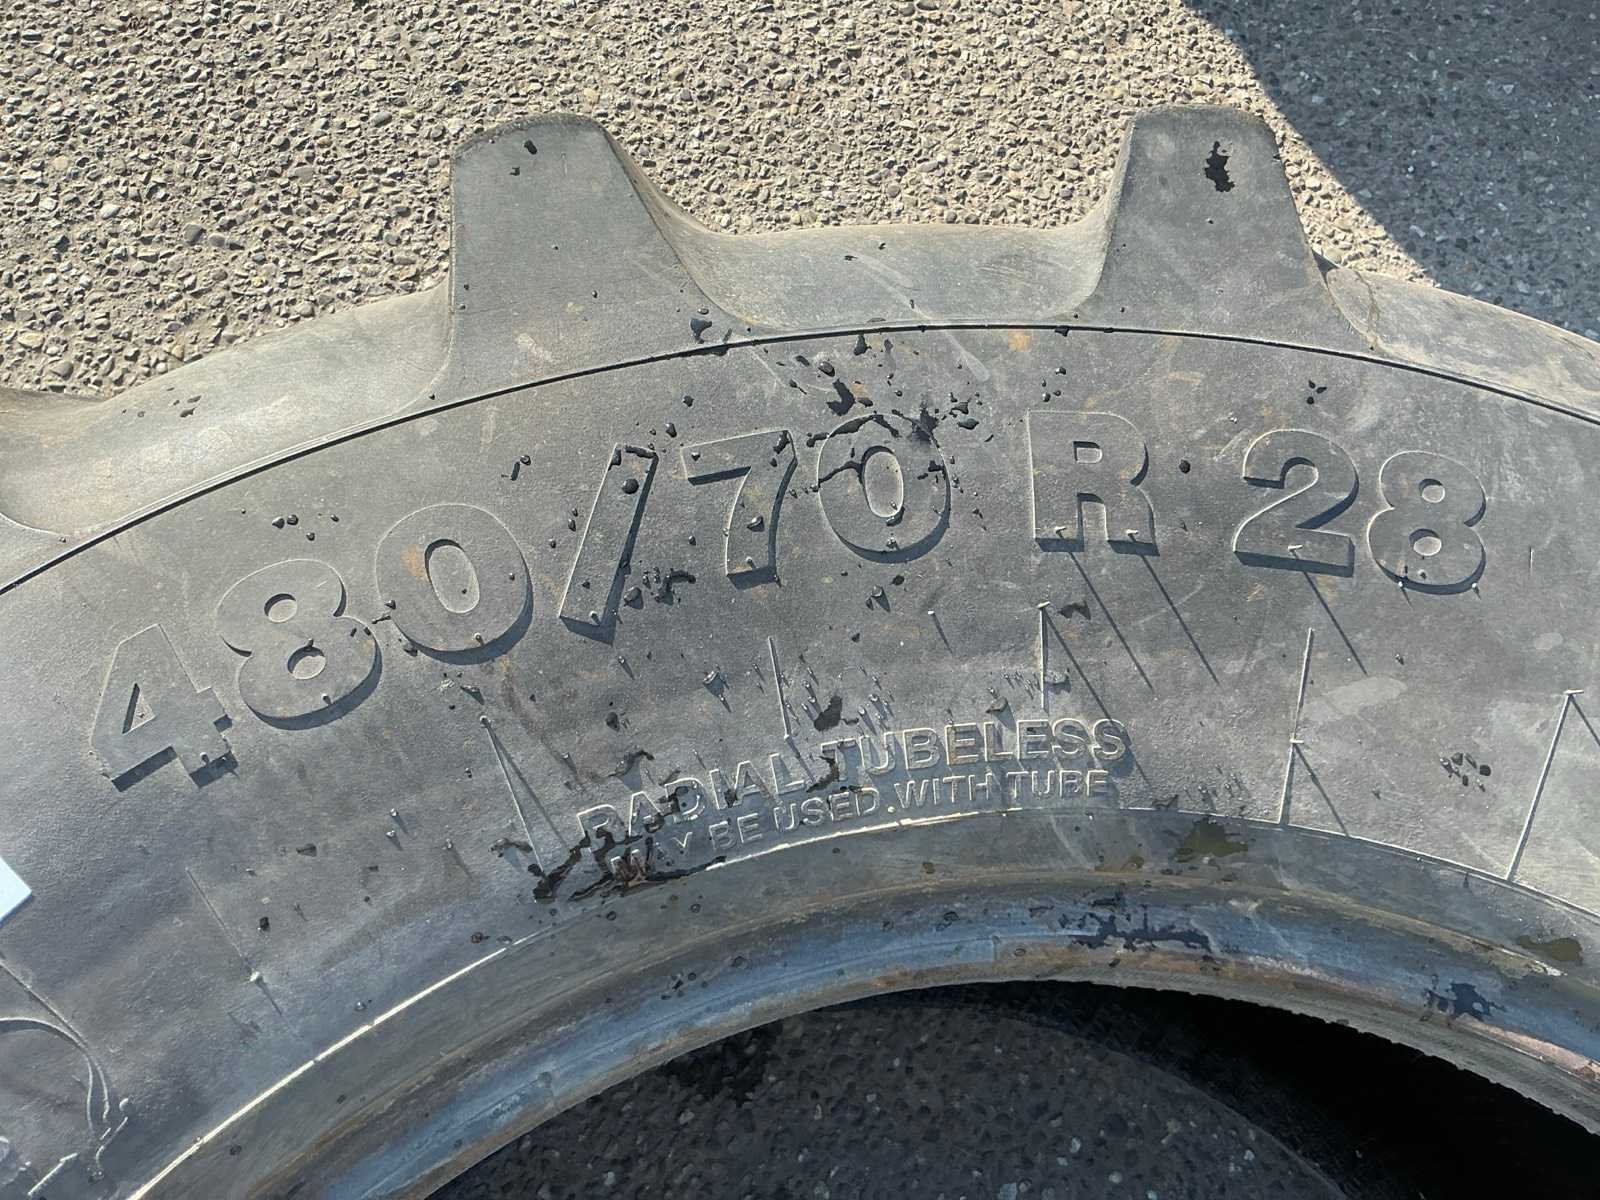 480/70 R 28
RADIAL TUBELESS
MAY BE USED WITH TUBE